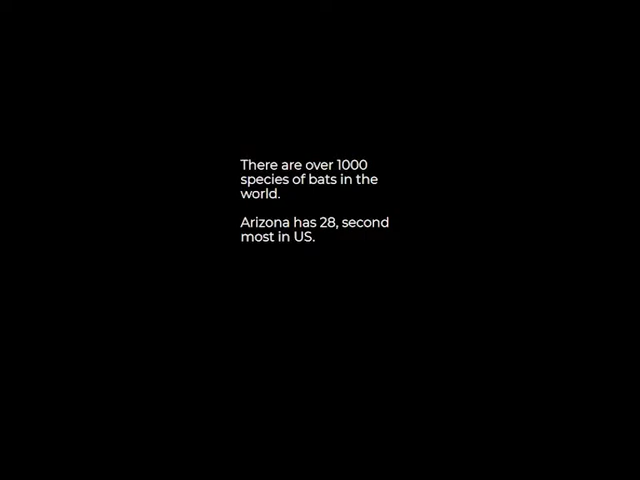 There are over 1000
species of bats in the
world.
Arizona has 28, second
most in US.